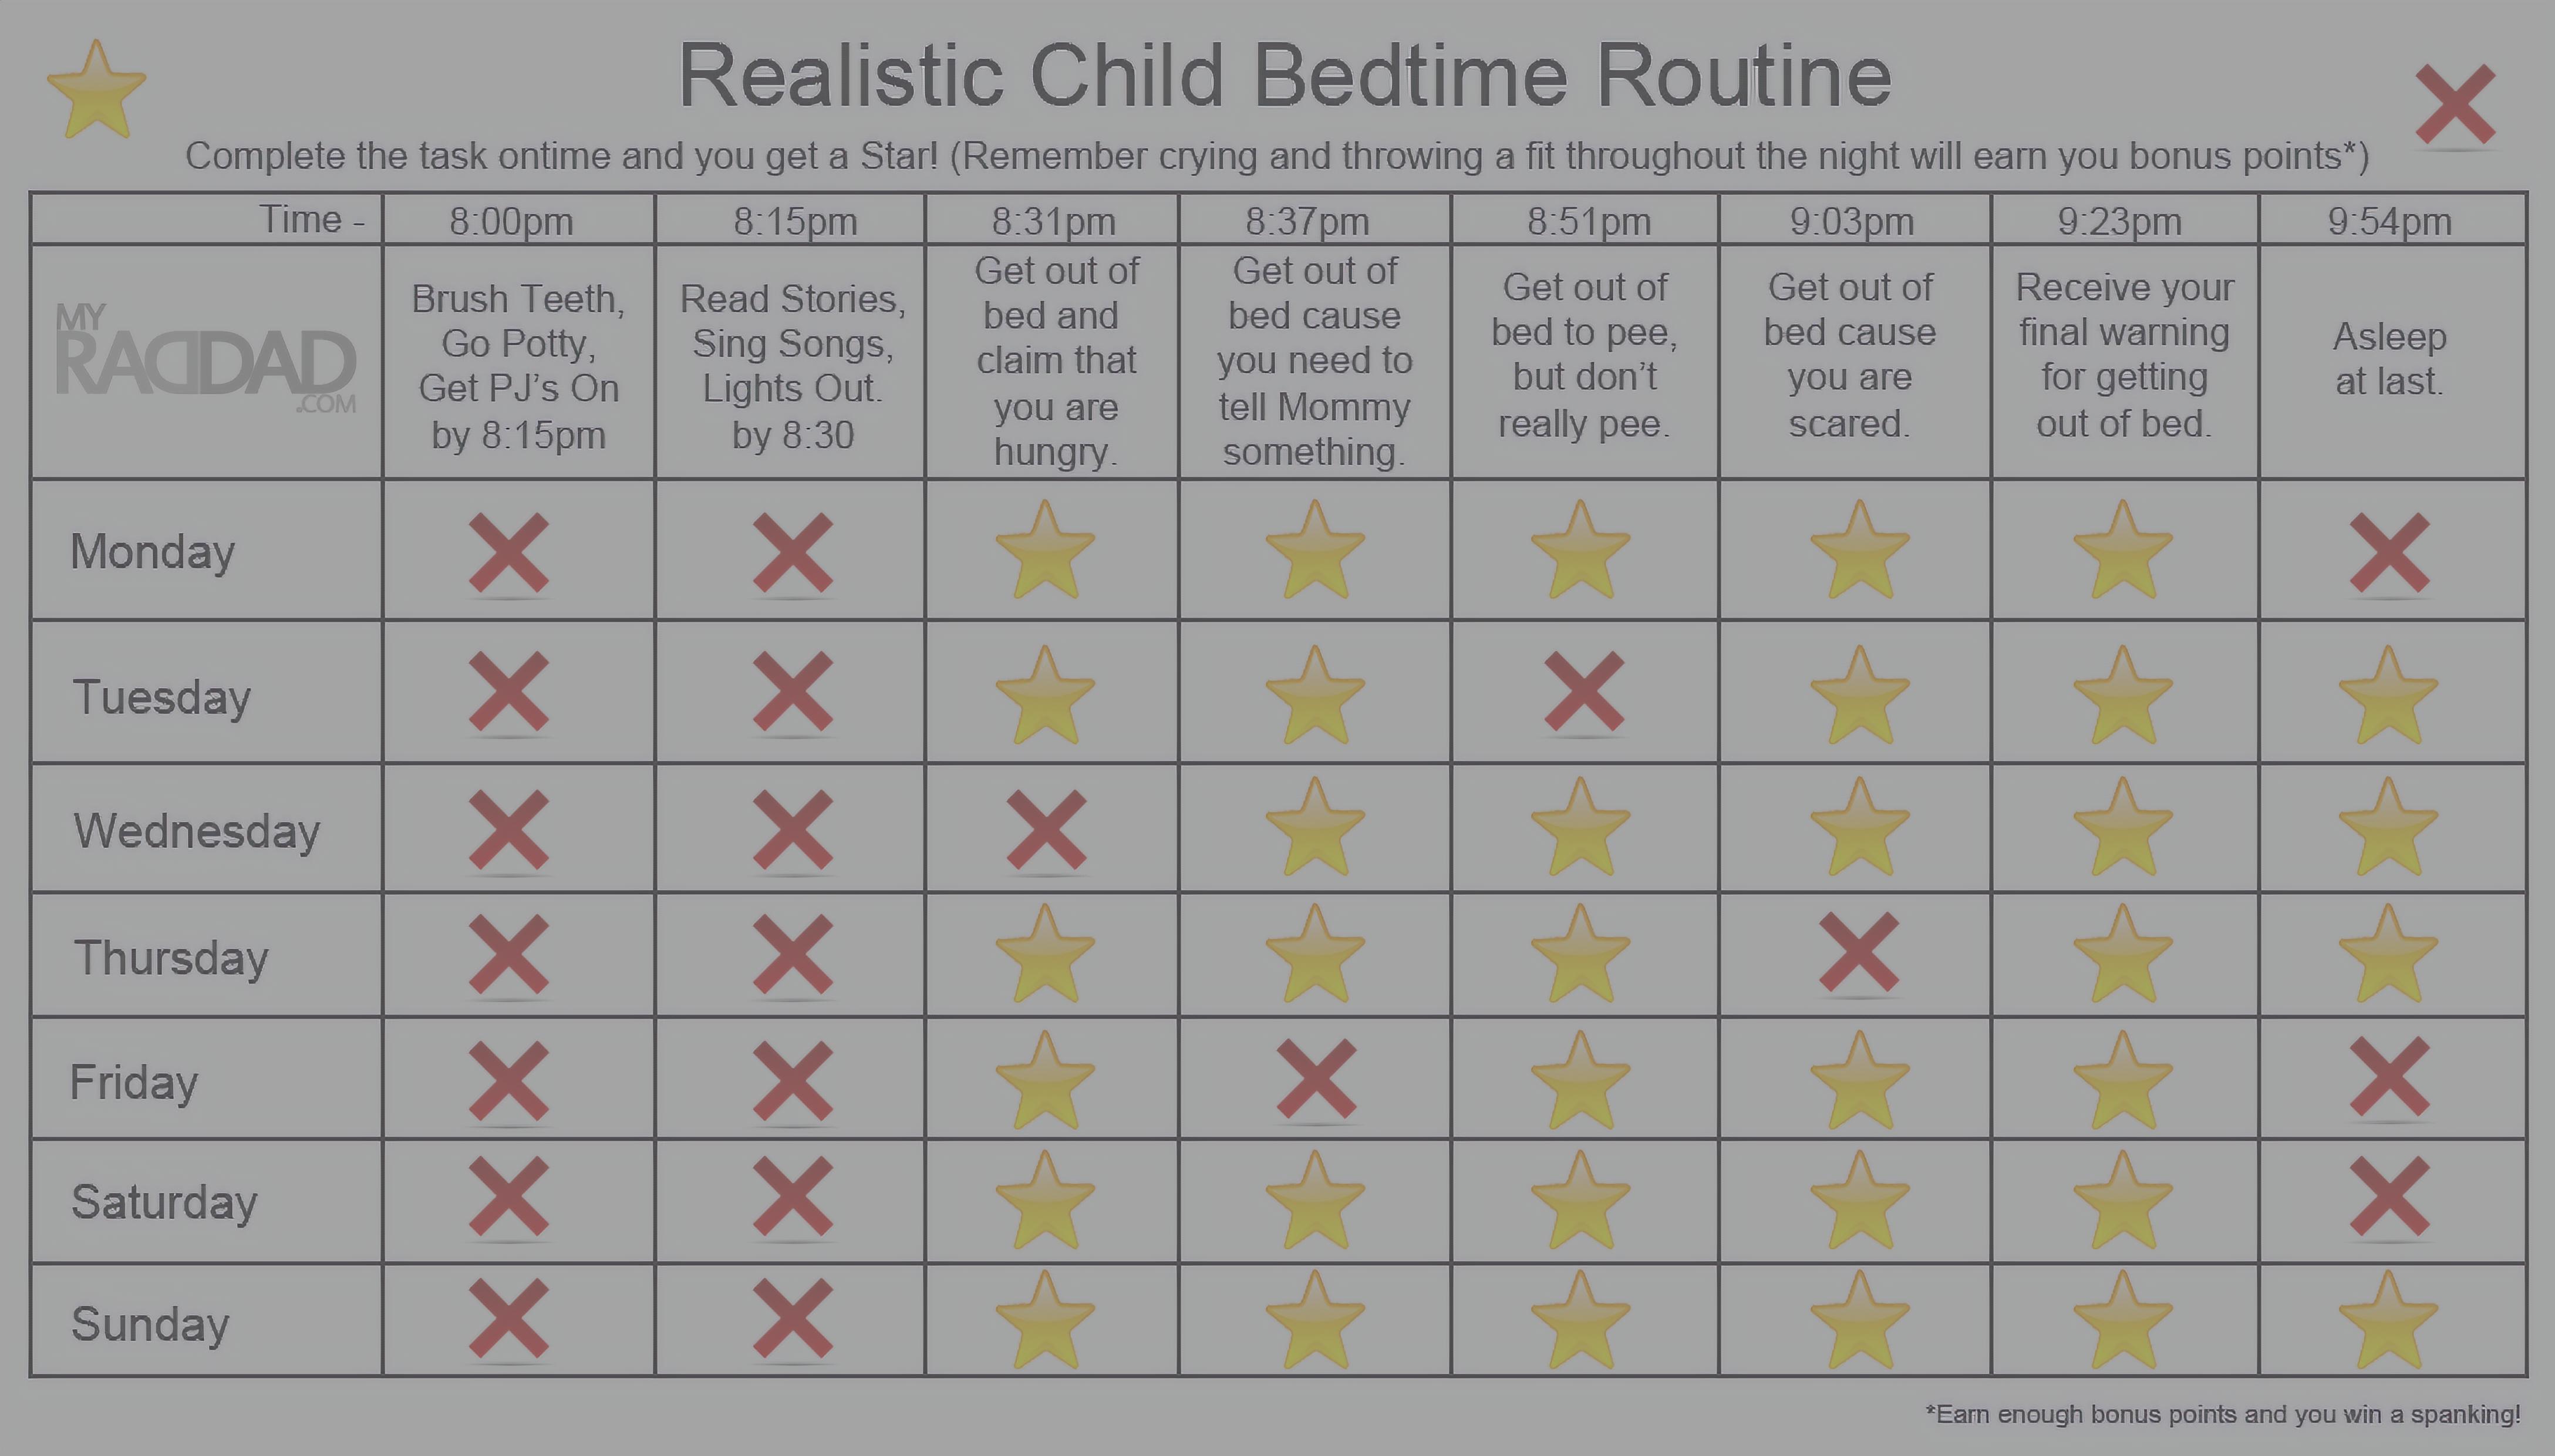 Realistic Child Bedtime Routine
Complete the task ontime and you get a Star! (Remember crying and throwing a fit throughout the night will earn you bonus points*)
Time - 8:00pm 8:15pm 8:31pm 8:37pm 8:51pm 9:03pm 9:23pm 9:54pm
MY
RADDAD
.COM
Brush Teeth,
Go Potty,
Get PJ's On
by 8:15pm
Read Stories,
Sing Songs,
Lights Out.
by 8:30
Get out of
bed and
claim that
you are
hungry.
Get out of
bed cause
you need to
tell Mommy
something.
Get out of
bed to pee,
but don't
really pee.
Get out of
bed cause
you are
scared.
Receive your
final warning
for getting
out of bed.
Asleep
at last.
Monday
Tuesday
Wednesday
Thursday
Friday
Saturday
Sunday
*Earn enough bonus points and you win a spanking!